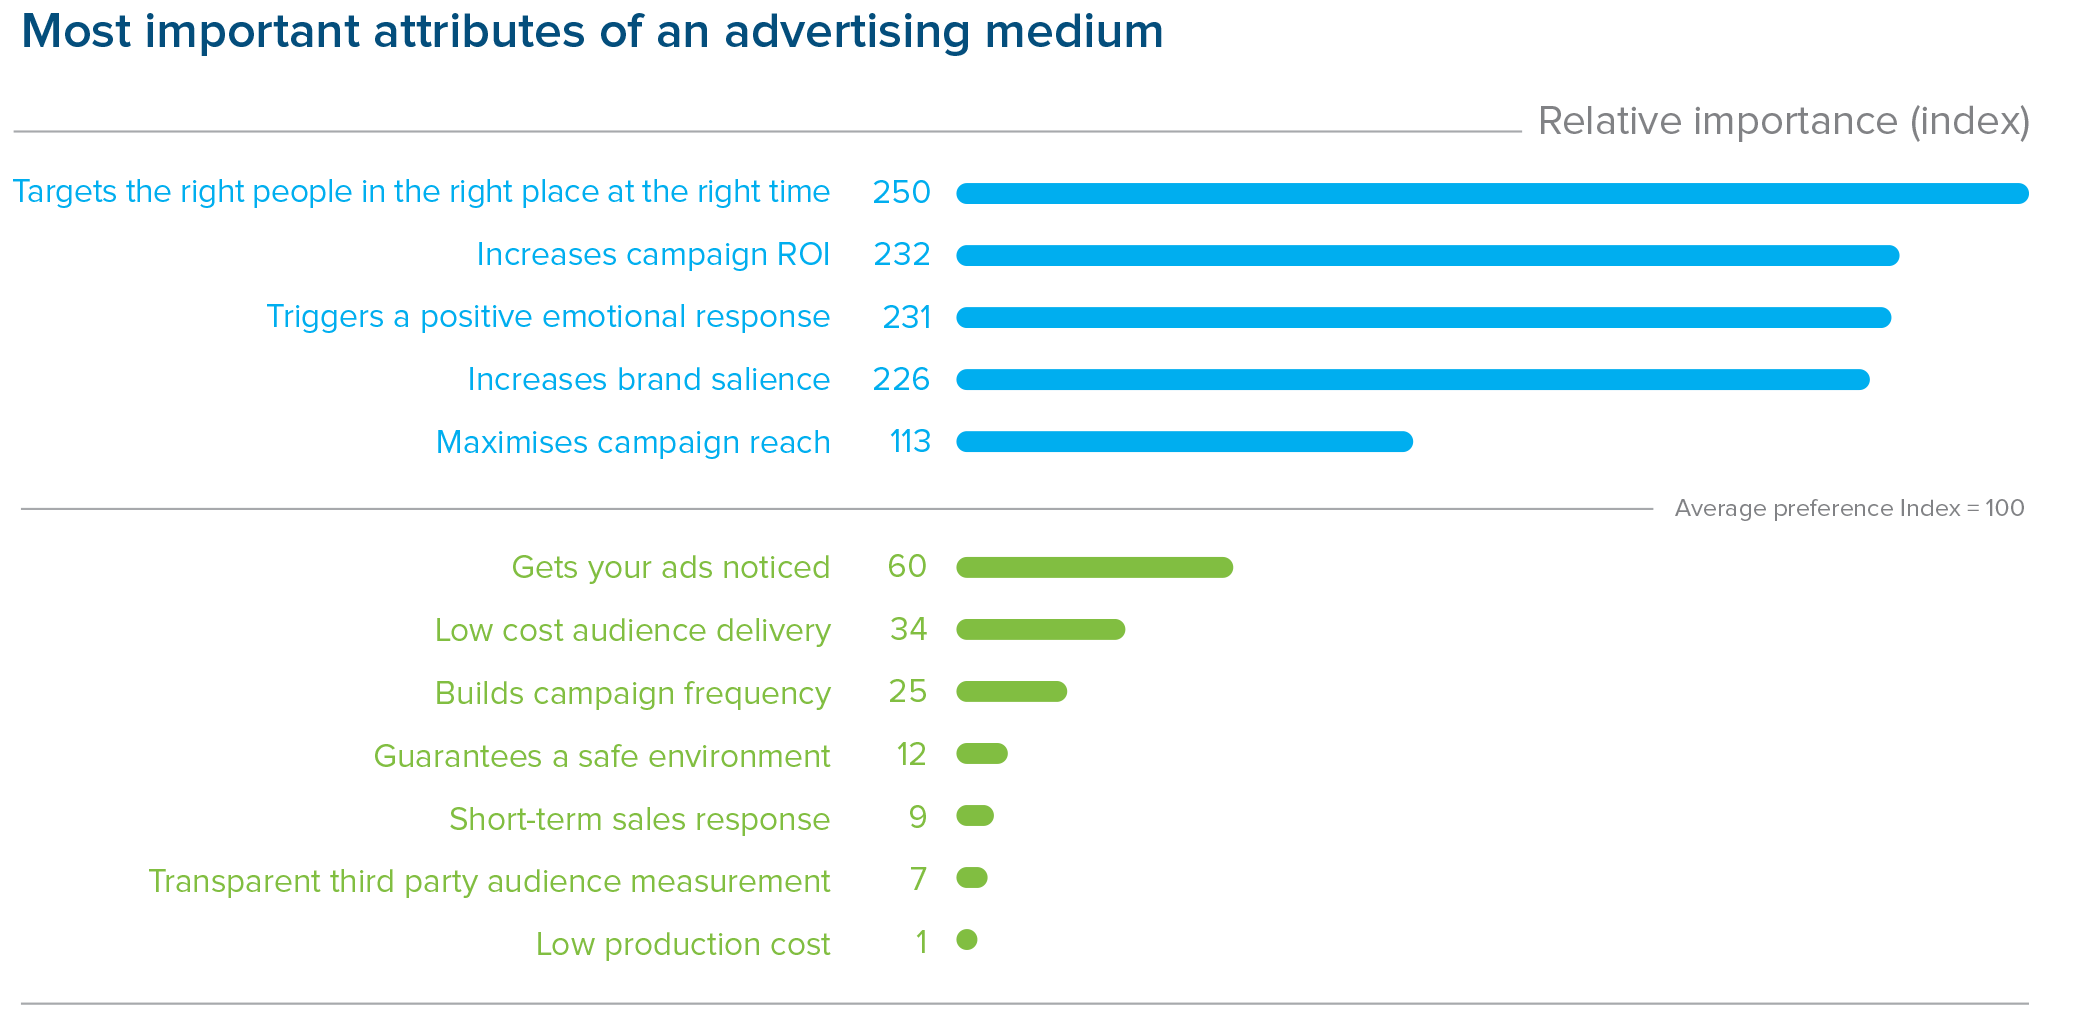 Most important attributes of an advertising medium
Relative importance (index)
Targets the right people in the right place at the right time 250
Increases campaign ROI 232
Triggers a positive emotional response 231
Increases brand salience 226
Maximises campaign reach 113
Average preference Index = 100
Gets your ads noticed 60
Low cost audience delivery 34
Builds campaign frequency 25
Guarantees a safe environment 12
Short-term sales response 9
Transparent third party audience measurement 7
Low production cost 1